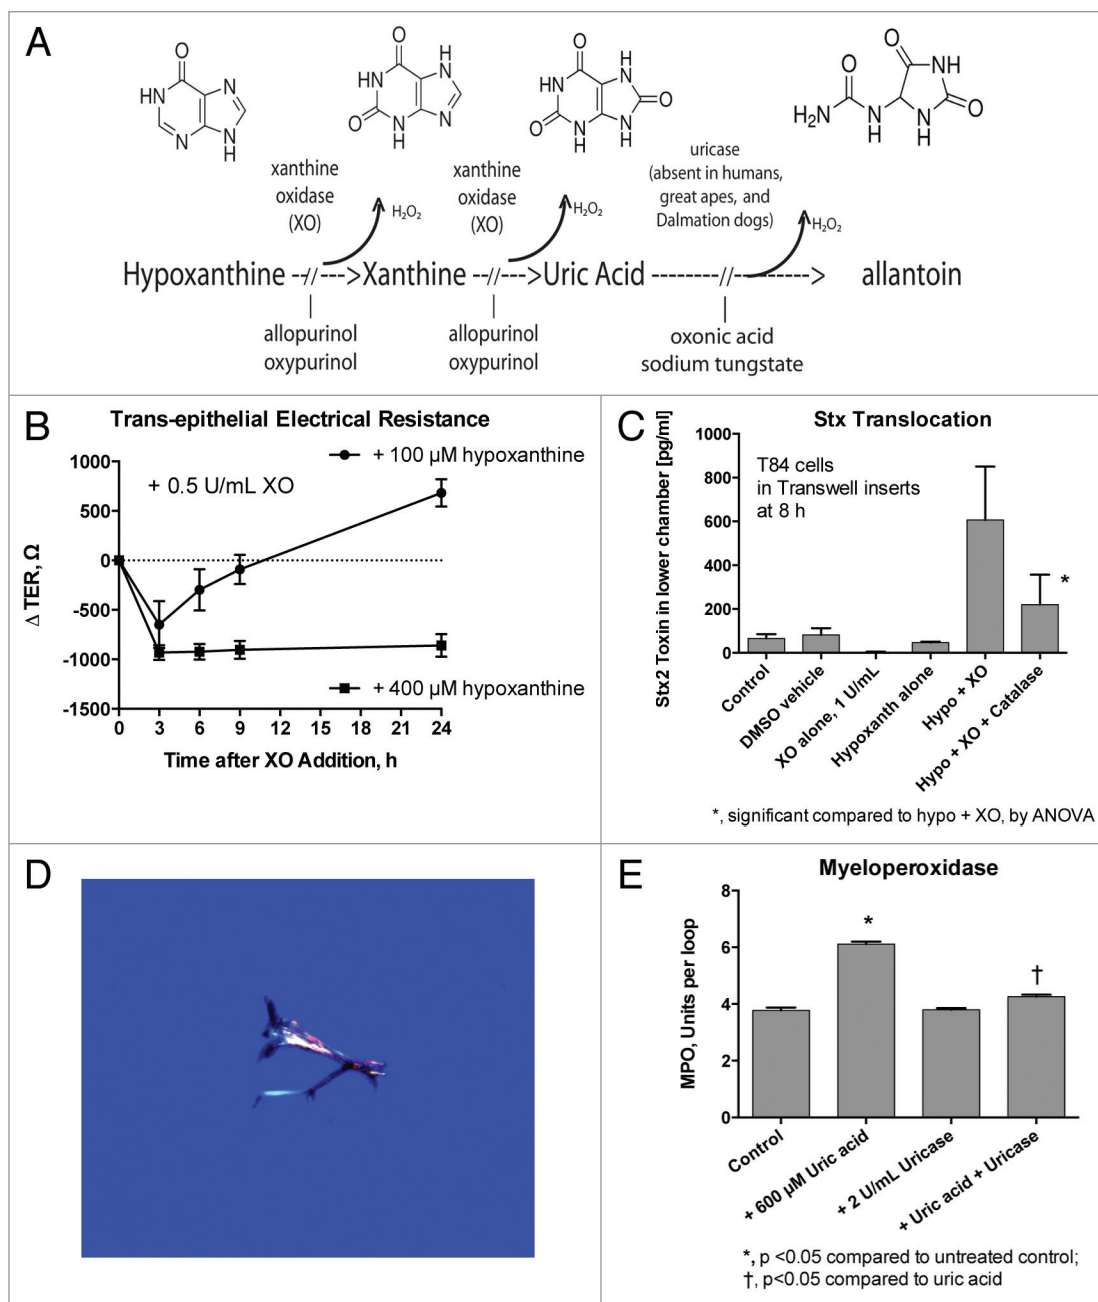 A
O
HN
N
N
N
H
O
H
N
HN
O
N
H
N
O
H
N
HN
O
O
N
H
N
H
O
O
NH
H₂N
N
H
N
H
O
xanthine
oxidase
(XO)
H₂O₂
xanthine
oxidase
(XO)
H₂O₂
uricase
(absent in humans,
great apes, and
Dalmation dogs)
H₂O₂
Hypoxanthine --//--->Xanthine --//--->Uric Acid -------//-------> allantoin
allopurinol
oxypurinol
allopurinol
oxypurinol
oxonic acid
sodium tungstate
B
Trans-epithelial Electrical Resistance
+ 100 µM hypoxanthine
+ 0.5 U/mL XO
1000
500
0
-500
-1000
-1500
Δ TER, Ω
+ 400 µM hypoxanthine
0 3 6 9 12 15 18 21 24
Time after XO Addition, h
C
Stx Translocation
Stx2 Toxin in lower chamber [pg/ml]
1000
800
600
400
200
0
T84 cells
in Transwell inserts
at 8 h
*
Control
DMSO vehicle
XO alone, 1 U/mL
Hypoxanth alone
Hypo + XO
Hypo + XO + Catalase
*, significant compared to hypo + XO, by ANOVA
D
E
Myeloperoxidase
MPO, Units per loop
8
6
4
2
0
*
†
Control
+ 600 µM Uric acid
+ 2 U/mL Uricase
+ Uric acid + Uricase
*, p <0.05 compared to untreated control;
†, p<0.05 compared to uric acid